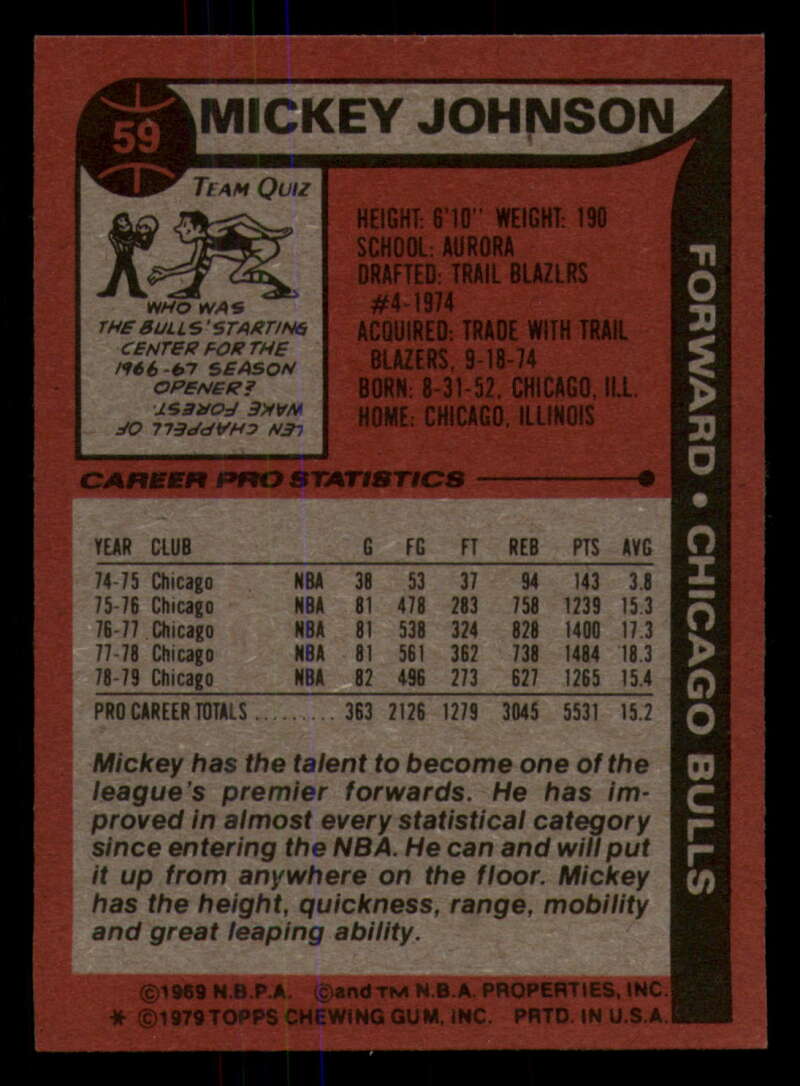 59
MICKEY JOHNSON
TEAM QUIZ
WHO WAS
THE BULLS' STARTING
CENTER FOR THE
1966-67 SEASON
OPENER?
LEN CHAPPELL OF
WAKE FOREST
HEIGHT: 6'10" WEIGHT: 190
SCHOOL: AURORA
DRAFTED: TRAIL BLAZERS
#4-1974
ACQUIRED: TRADE WITH TRAIL
BLAZERS, 9-18-74
BORN: 8-31-52, CHICAGO, ILL.
HOME: CHICAGO, ILLINOIS
FORWARD • CHICAGO BULLS
CAREER PRO STATISTICS
YEAR CLUB G FG FT REB PTS AVG
74-75 Chicago NBA 38 53 37 94 143 3.8
75-76 Chicago NBA 81 478 283 758 1239 15.3
76-77 Chicago NBA 81 538 324 828 1400 17.3
77-78 Chicago NBA 81 561 362 738 1484 18.3
78-79 Chicago NBA 82 496 273 627 1265 15.4
PRO CAREER TOTALS .......... 363 2126 1279 3045 5531 15.2
Mickey has the talent to become one of the
league's premier forwards. He has im-
proved in almost every statistical category
since entering the NBA. He can and will put
it up from anywhere on the floor. Mickey
has the height, quickness, range, mobility
and great leaping ability.
©1969 N.B.P.A. ©and TM N.B.A. PROPERTIES, INC.
* ©1979 TOPPS CHEWING GUM, INC. PRTD. IN U.S.A.